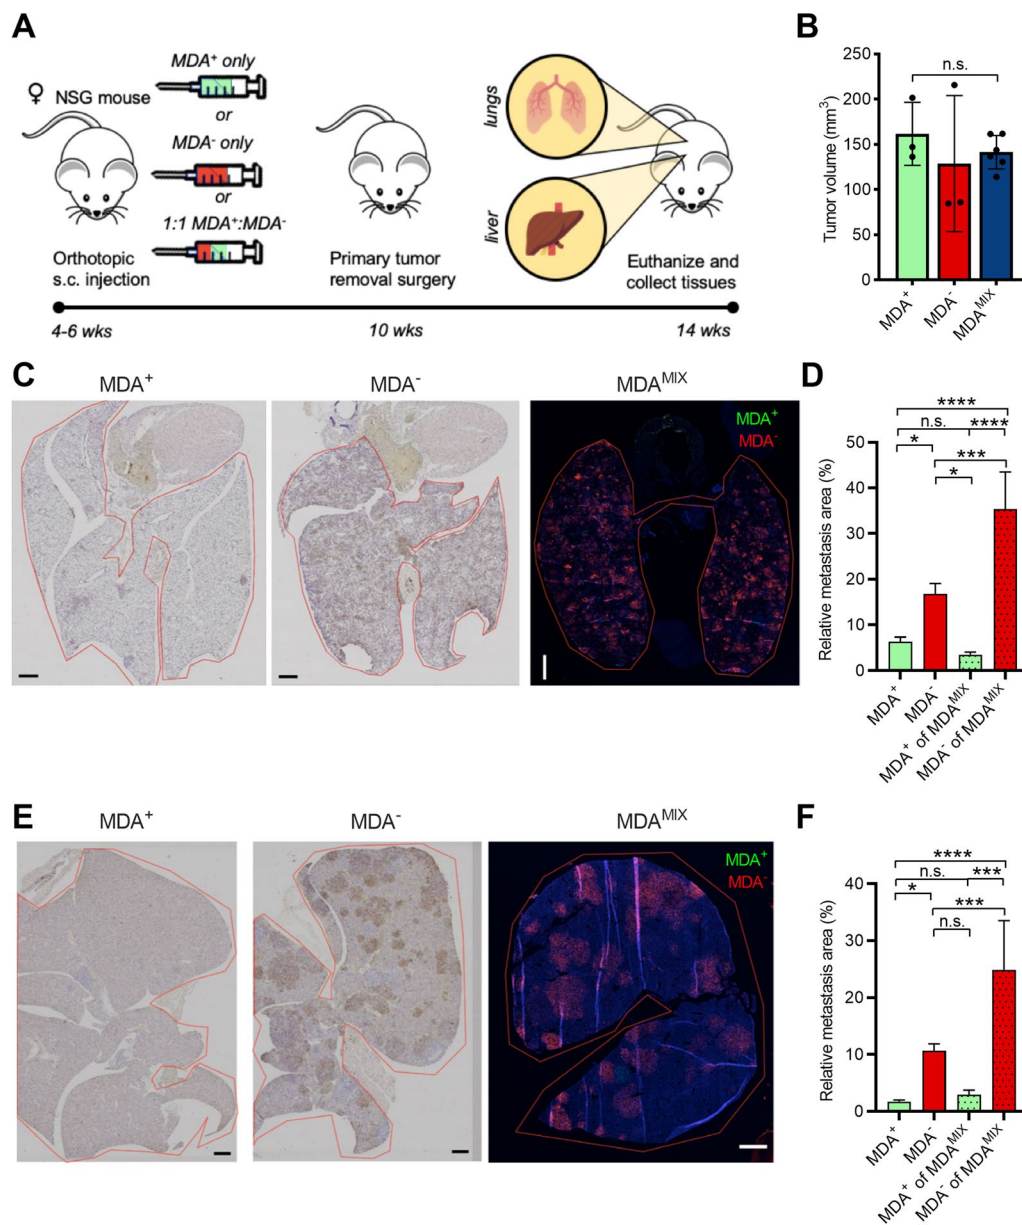 A
♀ NSG mouse
MDA⁺ only
or
MDA⁻ only
or
1:1 MDA⁺:MDA⁻
Orthotopic
s.c. injection
Primary tumor
removal surgery
lungs
liver
Euthanize and
collect tissues
4-6 wks
10 wks
14 wks
B
Tumor volume (mm³)
250
200
150
100
50
0
n.s.
MDA⁺
MDA⁻
MDAᴹᴵˣ
C
MDA⁺
MDA⁻
MDAᴹᴵˣ
MDA⁺
MDA⁻
D
Relative metastasis area (%)
50
40
30
20
10
0
****
n.s. ****
* ***
*
MDA⁺
MDA⁻
MDA⁺ of MDAᴹᴵˣ
MDA⁻ of MDAᴹᴵˣ
E
MDA⁺
MDA⁻
MDAᴹᴵˣ
MDA⁺
MDA⁻
F
Relative metastasis area (%)
40
30
20
10
0
****
n.s. ***
* ***
n.s.
MDA⁺
MDA⁻
MDA⁺ of MDAᴹᴵˣ
MDA⁻ of MDAᴹᴵˣ